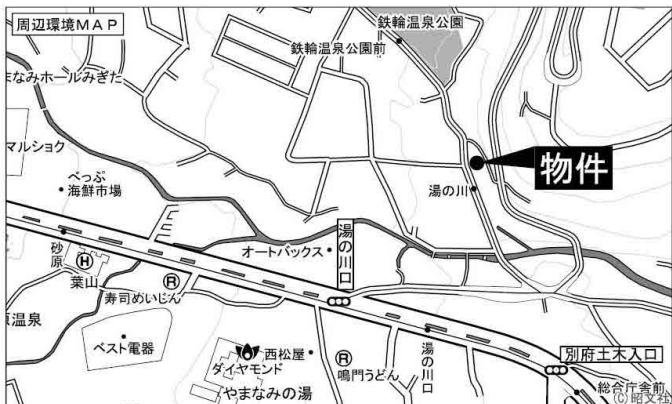 周辺環境MAP
鉄輪温泉公園
鉄輪温泉公園前
まなみホールみぎた
マルショク
べっぷ
海鮮市場
物件
湯の川
湯の川口
オートバックス
砂原
H
葉山
R
寿司めいじん
原温泉
ベスト電器
西松屋
ダイヤモンド
やまなみの湯
R
鳴門うどん
湯の川口
別府土木入口
総合庁舎前
(C)昭文社